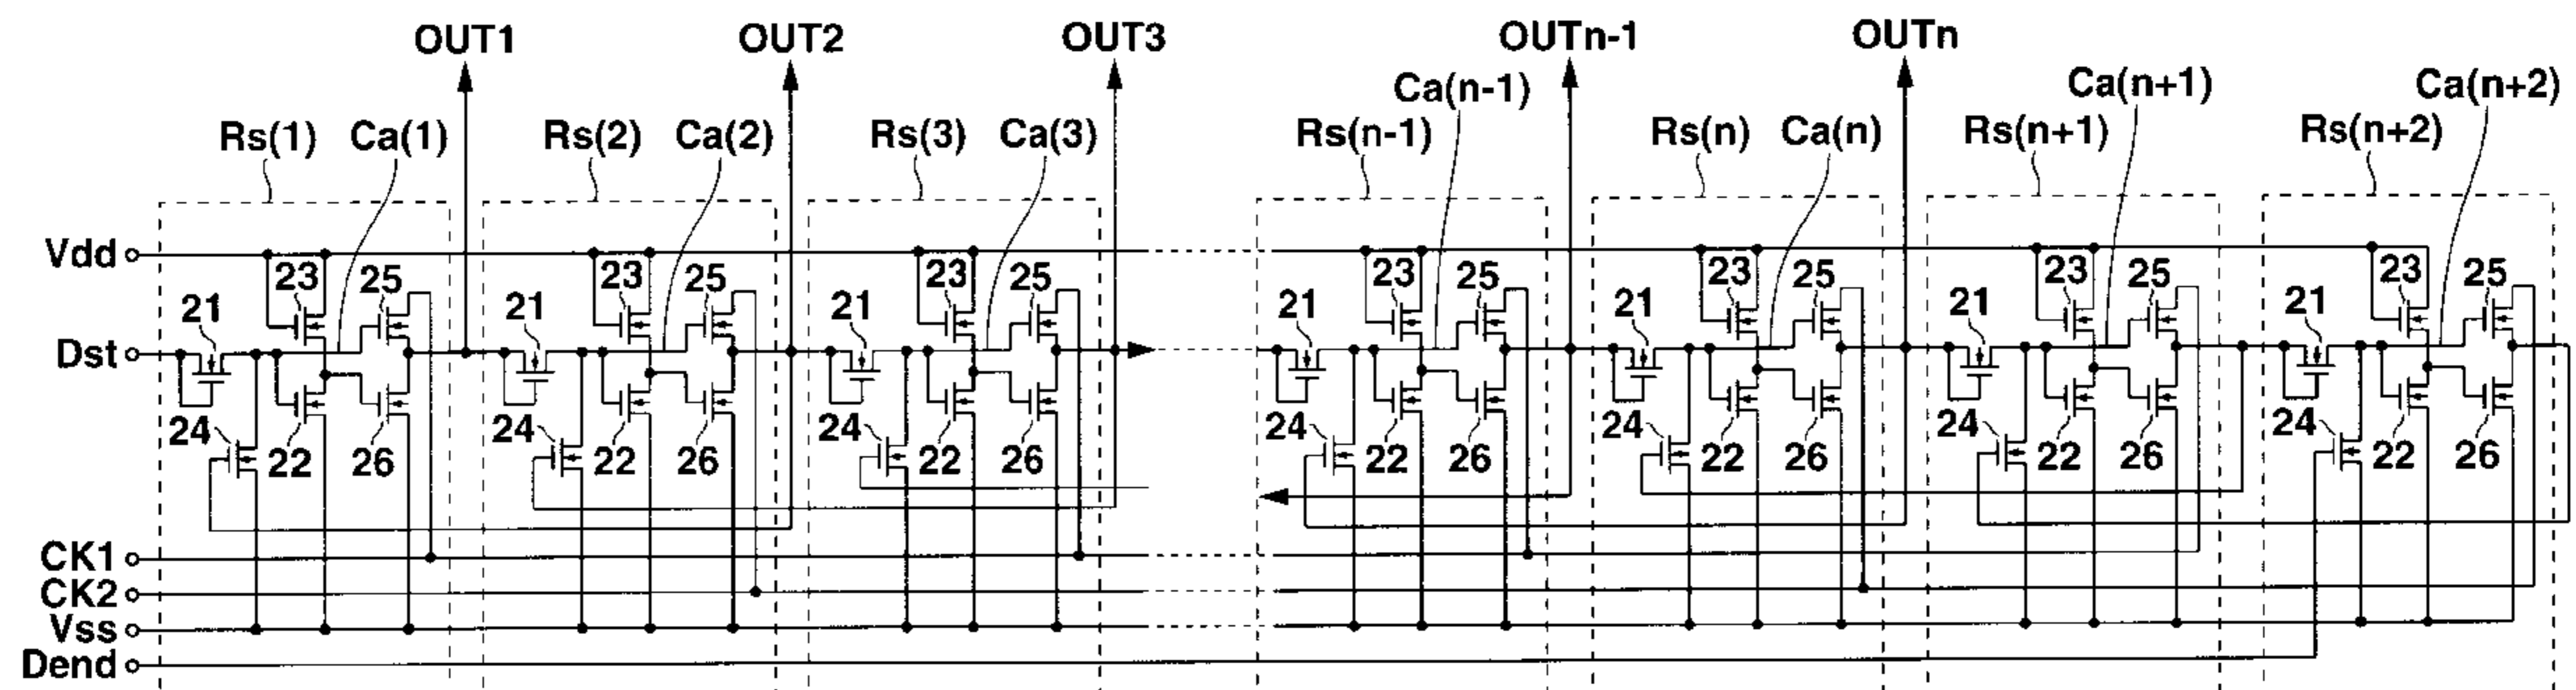 OUT1 OUT2 OUT3 OUTn-1 OUTn
Rs(1) Ca(1) Rs(2) Ca(2) Rs(3) Ca(3) Rs(n-1) Ca(n-1) Rs(n) Ca(n) Rs(n+1) Ca(n+1) Rs(n+2) Ca(n+2)
Vdd
23 25 23 25 23 25 23 25 23 25 23 25 23 25
21 21 21 21 21 21 21
Dst
24 24 24 24 24 24 24
22 26 22 26 22 26 22 26 22 26 22 26 22 26
CK1
CK2
Vss
Dend